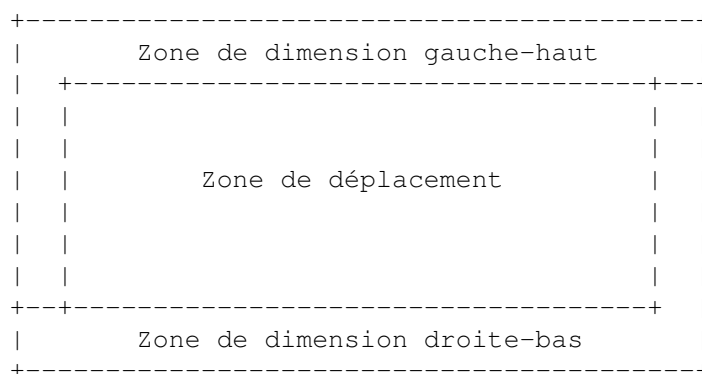 Zone de dimension gauche-haut
Zone de déplacement
Zone de dimension droite-bas